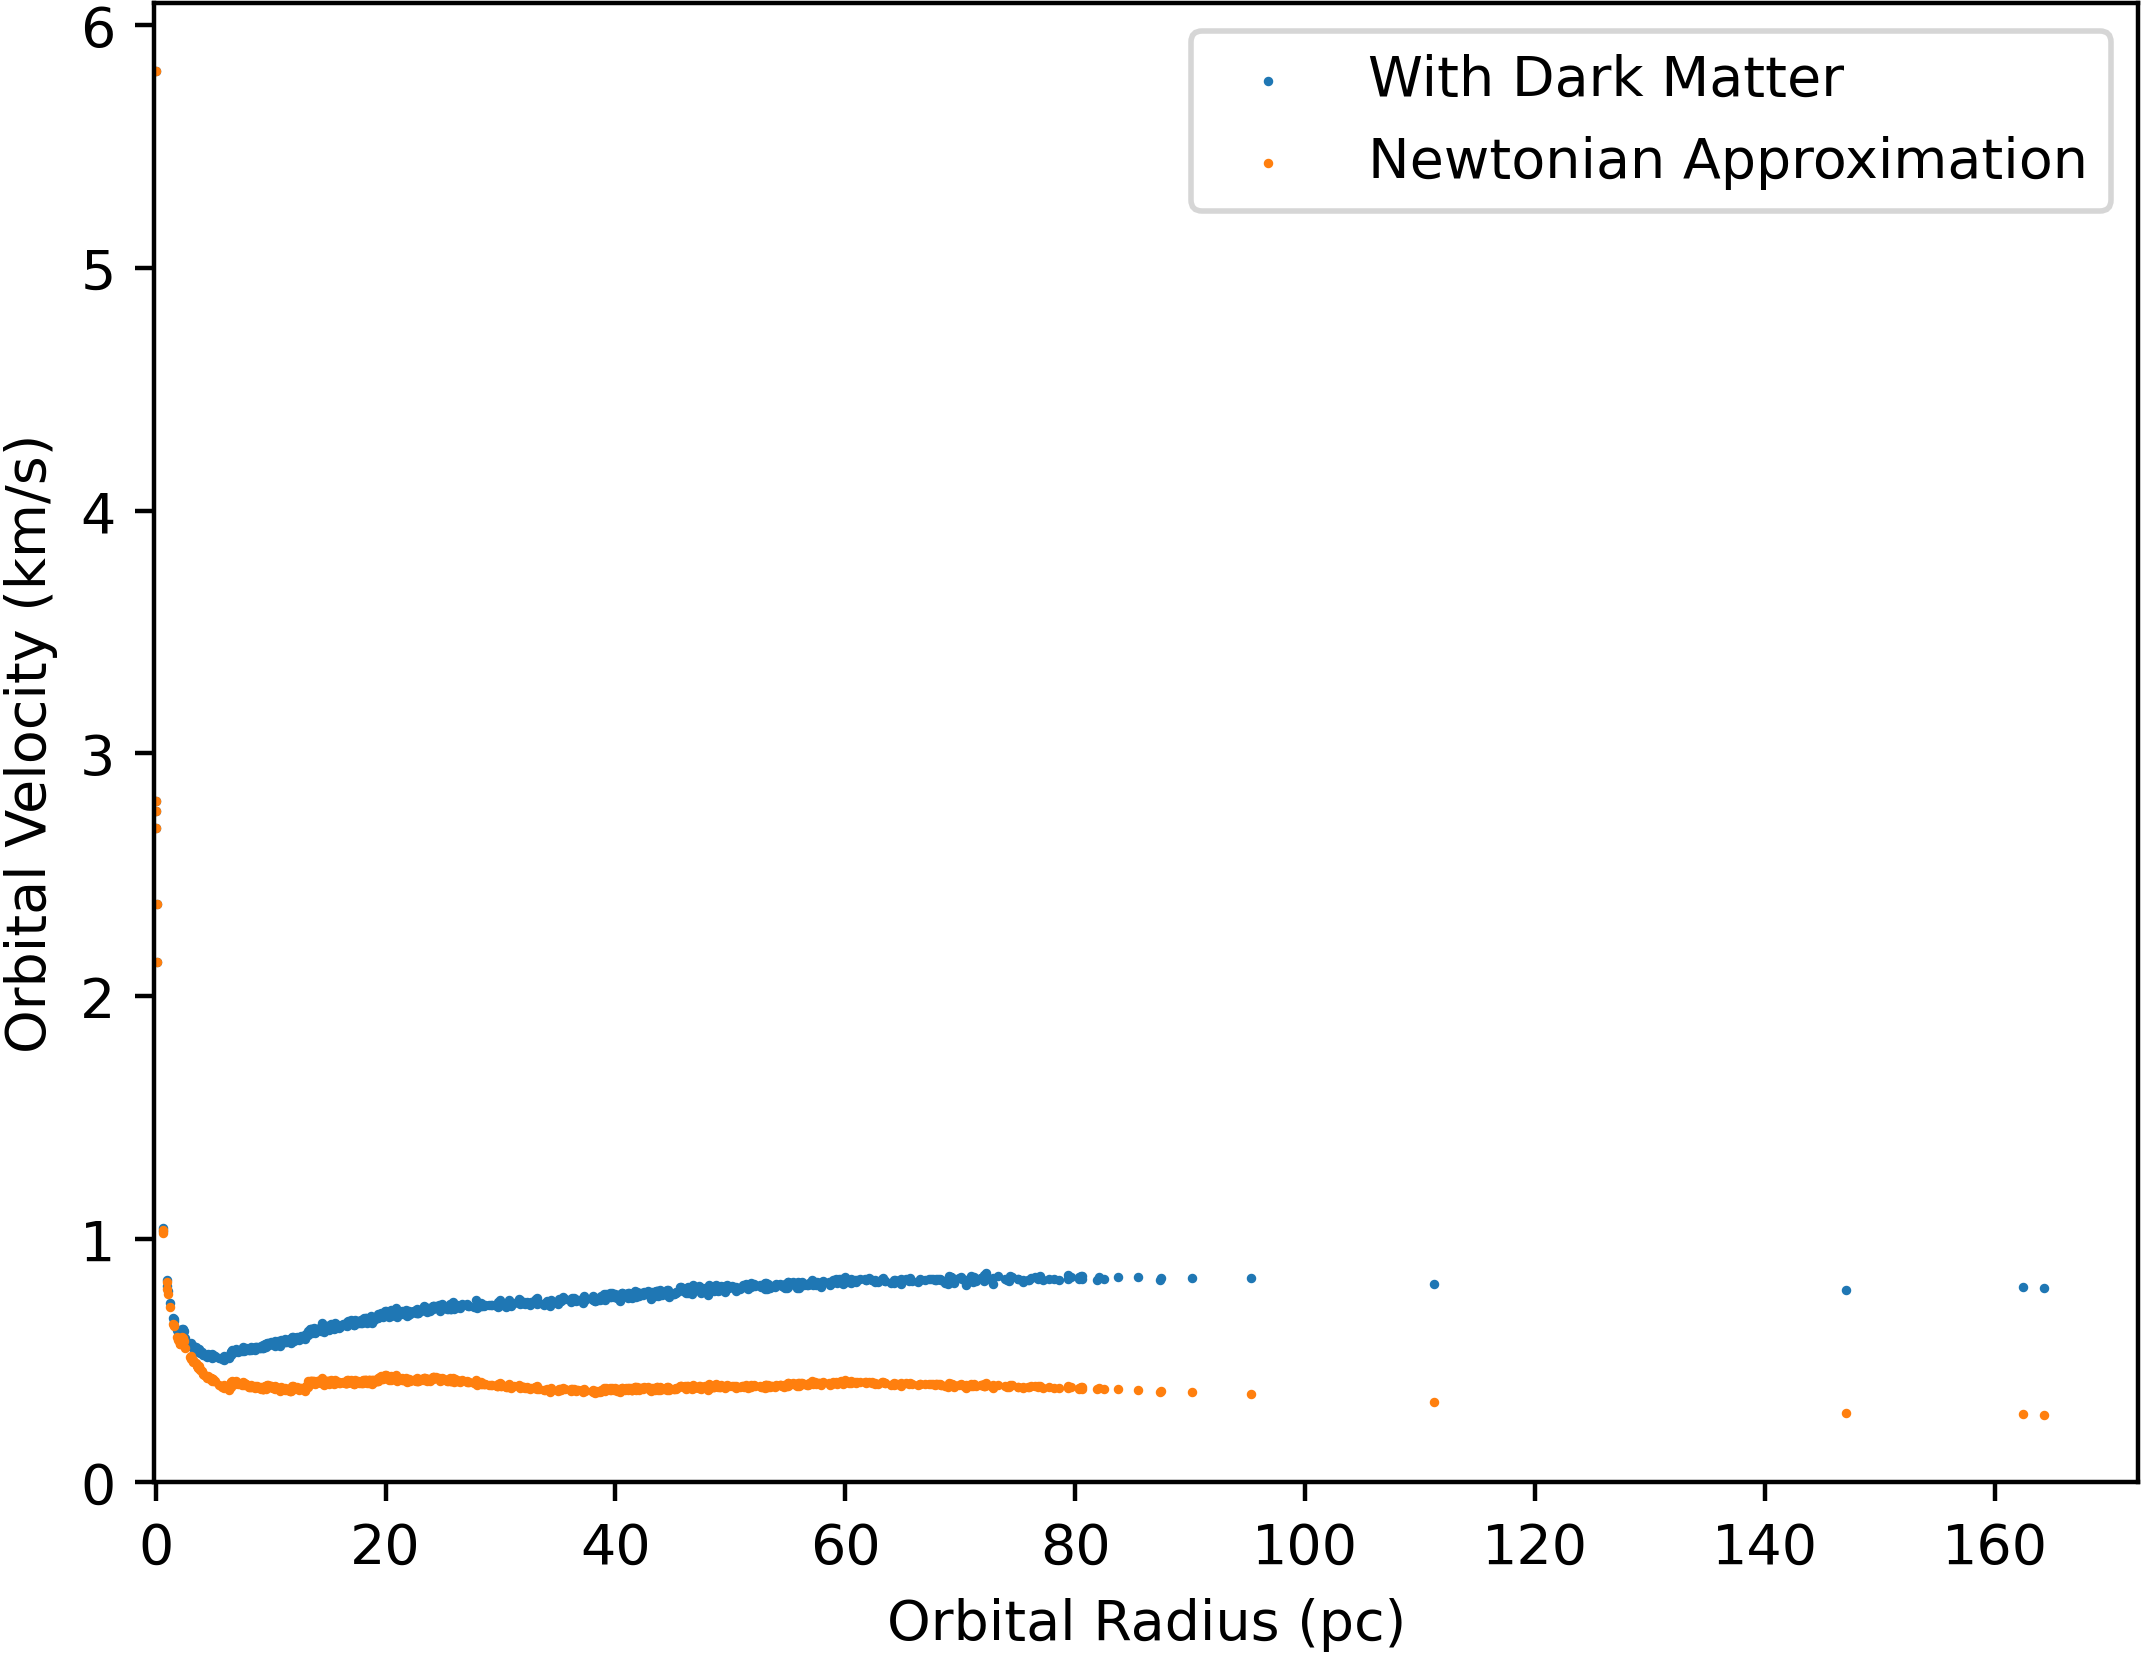 With Dark Matter
Newtonian Approximation
6
5
4
3
2
1
0
Orbital Velocity (km/s)
0 20 40 60 80 100 120 140 160
Orbital Radius (pc)